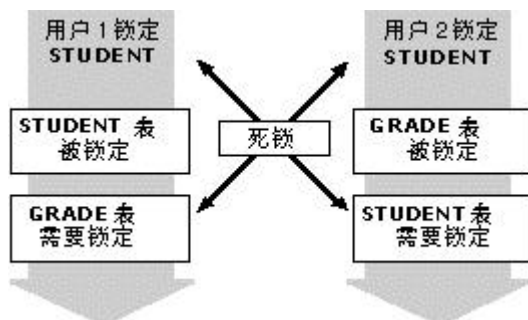 用户1锁定
STUDENT
STUDENT 表
被锁定
GRADE 表
需要锁定
死锁
用户2锁定
STUDENT
GRADE 表
被锁定
STUDENT 表
需要锁定